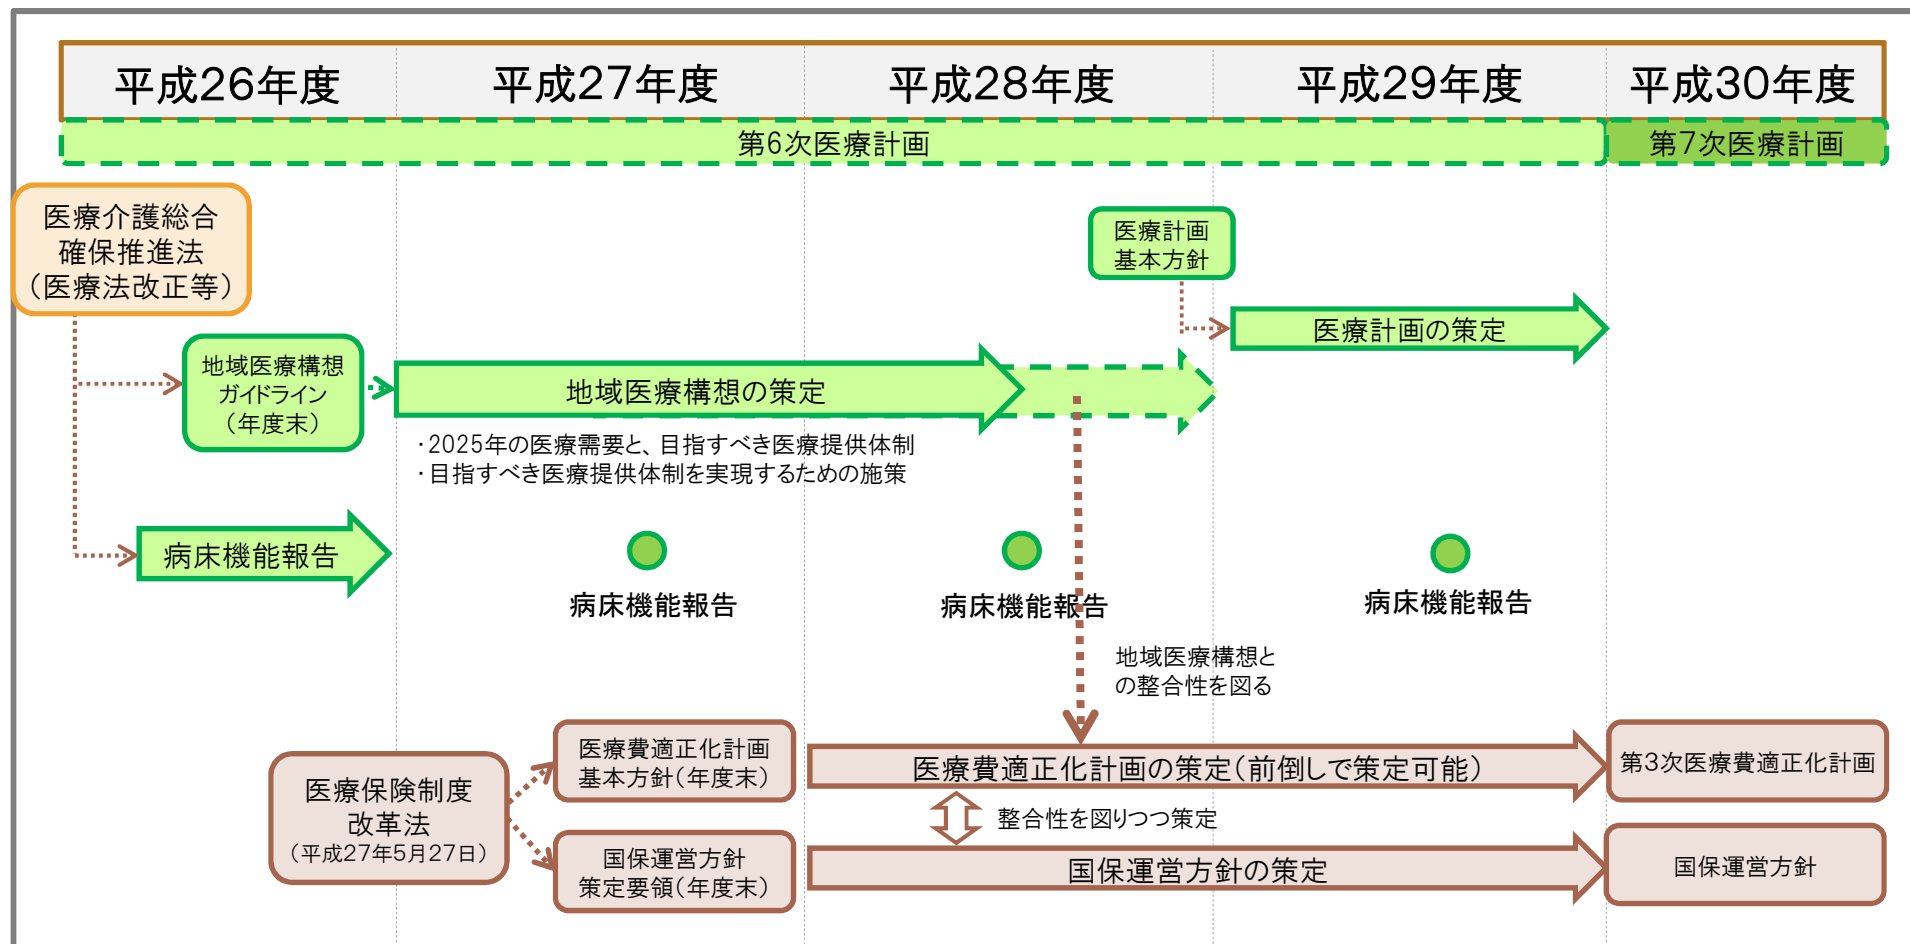 平成26年度
平成27年度
平成28年度
平成29年度
平成30年度
第6次医療計画
第7次医療計画
医療介護総合
確保推進法
（医療法改正等）
医療計画
基本方針
医療計画の策定
地域医療構想
ガイドライン
（年度末）
地域医療構想の策定
・2025年の医療需要と、目指すべき医療提供体制
・目指すべき医療提供体制を実現するための施策
病床機能報告
病床機能報告
病床機能報告
病床機能報告
地域医療構想と
の整合性を図る
医療保険制度
改革法
（平成27年5月27日）
医療費適正化計画
基本方針（年度末）
医療費適正化計画の策定（前倒しで策定可能）
第3次医療費適正化計画
整合性を図りつつ策定
国保運営方針
策定要領（年度末）
国保運営方針の策定
国保運営方針